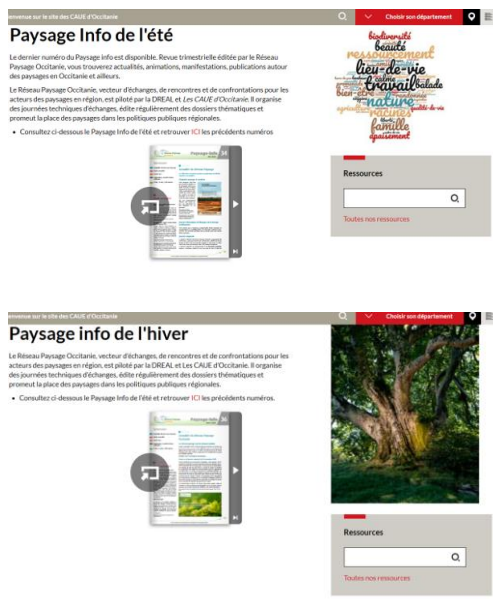 envenue sur le site des CAUE d'Occitanie
Choisir son département
Paysage Info de l'été
Le dernier numéro du Paysage info est disponible. Revue trimestrielle éditée par le Réseau
Paysage Occitanie, vous trouverez actualités, animations, manifestations, publications autour
des paysages en Occitanie et ailleurs.
Le Réseau Paysage Occitanie, vecteur d'échanges, de rencontres et de confrontations pour les
acteurs des paysages en région, est piloté par la DREAL et Les CAUE d'Occitanie. Il organise
des journées techniques d'échanges, édite régulièrement des dossiers thématiques et
promeut la place des paysages dans les politiques publiques régionales.
• Consultez ci-dessous le Paysage Info de l'été et retrouver ICI les précédents numéros
Paysage-Info
biodiversité
beauté
ressourcement
lieu-de-vie
calme
travail
balade
bien-être
nature
agriculture
racines
qualité-de-vie
liberté
famille
apaisement
Ressources
Toutes nos ressources
envenue sur le site des CAUE d'Occitanie
Choisir son département
Paysage info de l'hiver
Le Réseau Paysage Occitanie, vecteur d'échanges, de rencontres et de confrontations pour les
acteurs des paysages en région, est piloté par la DREAL et Les CAUE d'Occitanie. Il organise
des journées techniques d'échanges, édite régulièrement des dossiers thématiques et
promeut la place des paysages dans les politiques publiques régionales.
• Consultez ci-dessous le Paysage Info de l'été et retrouver ICI les précédents numéros.
Paysage-Info
Ressources
Toutes nos ressources